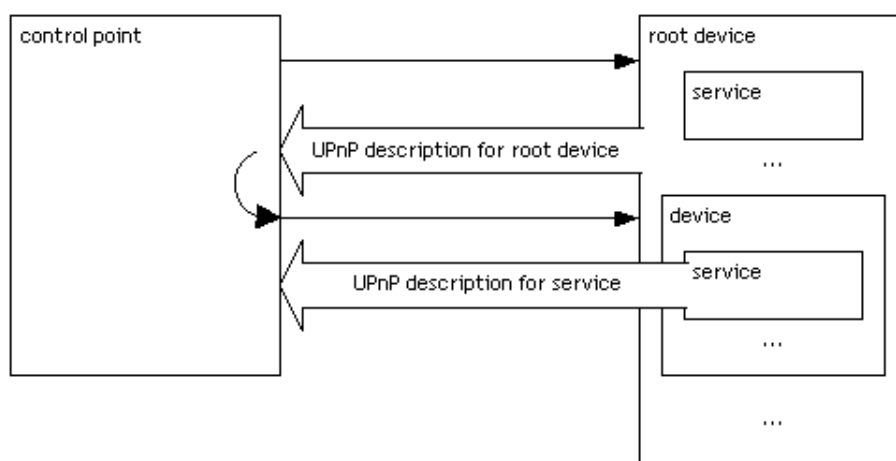 control point
root device
service
UPnP description for root device
...
device
service
UPnP description for service
...
...